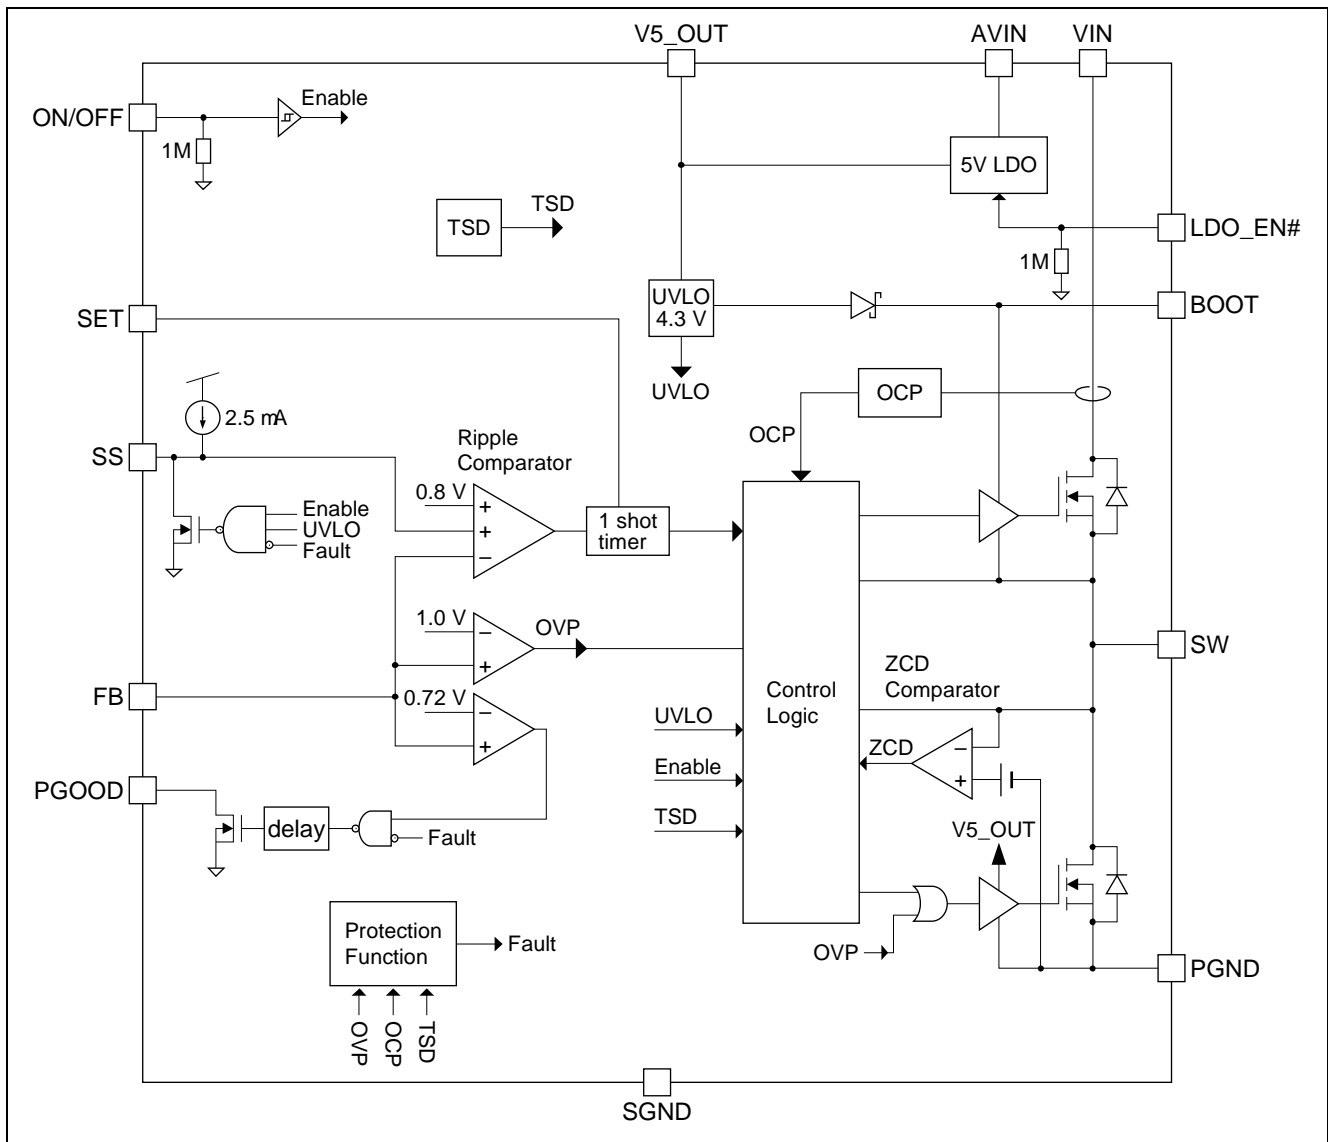 V5_OUT
AVIN
VIN
ON/OFF
Enable
1M
5V LDO
TSD
TSD
LDO_EN#
1M
SET
UVLO
4.3 V
BOOT
UVLO
OCP
2.5 mA
OCP
SS
Ripple
Comparator
0.8 V
+
+
−
1 shot
timer
Enable
UVLO
Fault
1.0 V
−
+
OVP
SW
FB
0.72 V
−
+
Control
Logic
ZCD
Comparator
UVLO
ZCD
−
+
Enable
PGOOD
TSD
V5_OUT
delay
Fault
Protection
Function
Fault
OVP
PGND
OVP
OCP
TSD
SGND